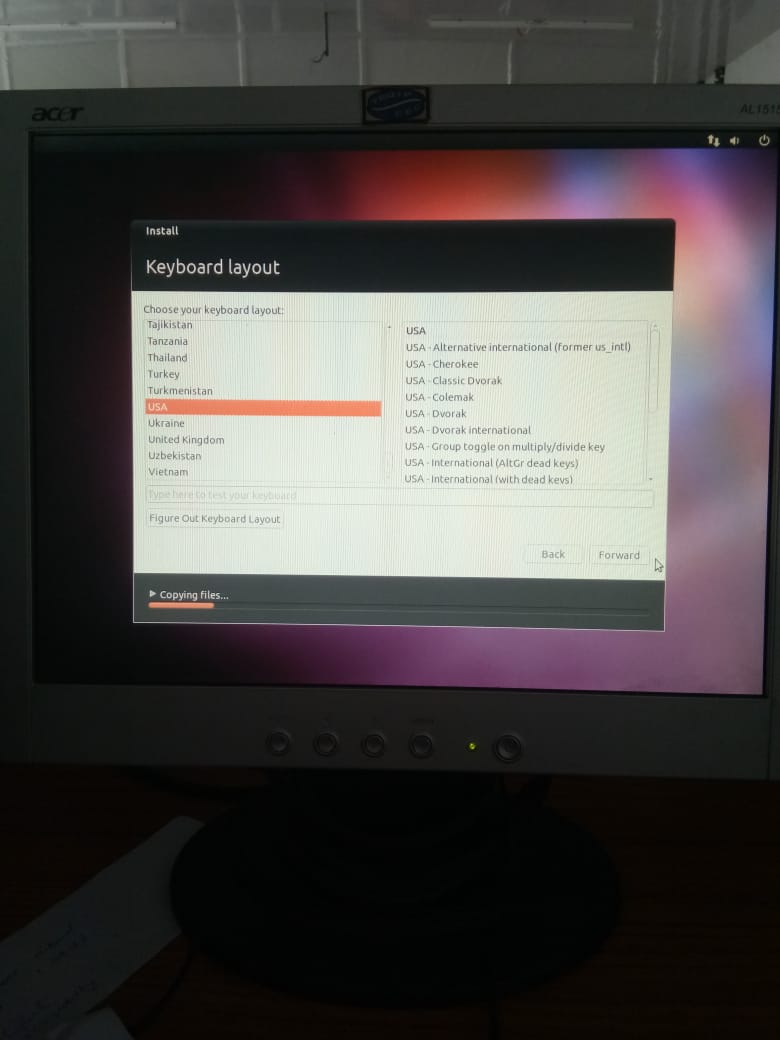 acer
AL1515
Install
Keyboard layout
Choose your keyboard layout:
Tajikistan
Tanzania
Thailand
Turkey
Turkmenistan
USA
Ukraine
United Kingdom
Uzbekistan
Vietnam
USA
USA - Alternative international (former us_intl)
USA - Cherokee
USA - Classic Dvorak
USA - Colemak
USA - Dvorak
USA - Dvorak international
USA - Group toggle on multiply/divide key
USA - International (AltGr dead keys)
USA - International (with dead keys)
Type here to test your keyboard
Figure Out Keyboard Layout
Back
Forward
Copying files...